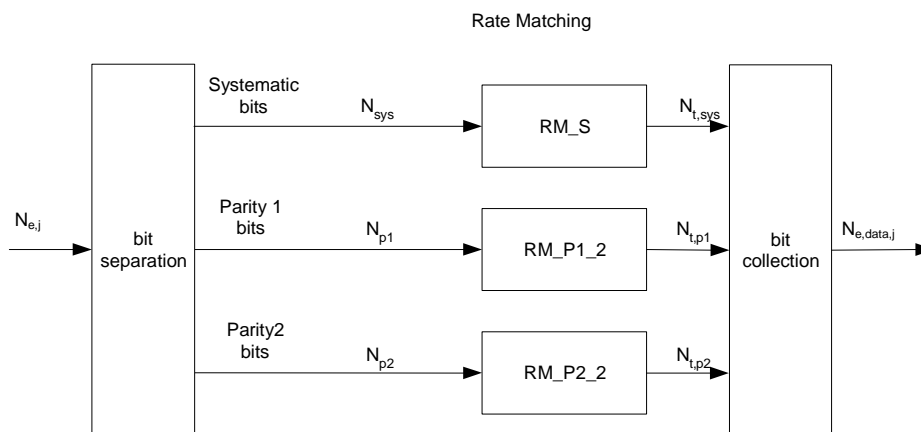 Rate Matching
Systematic
bits
N_sys
RM_S
N_t,sys
N_e,j
bit
separation
Parity 1
bits
N_p1
RM_P1_2
N_t,p1
bit
collection
N_e,data,j
Parity2
bits
N_p2
RM_P2_2
N_t,p2